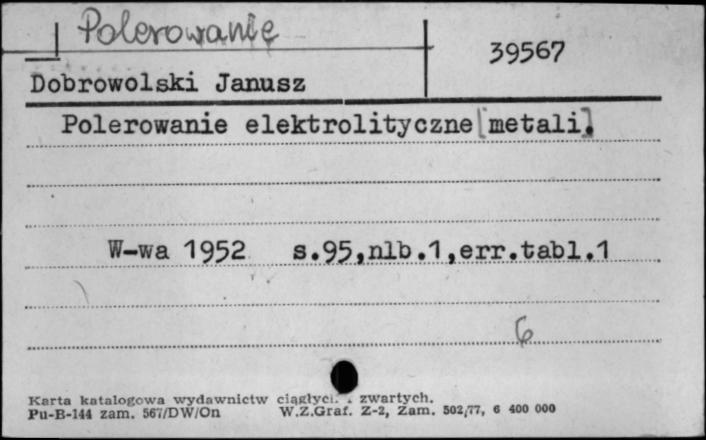 Polerowanie
39567
Dobrowolski Janusz
Polerowanie elektrolityczne [metali].
W-wa 1952 s.95,nlb.1,err.tabl.1
6
Karta katalogowa wydawnictw zwartych.
Pu-B-144 zam. 567/DW/On W.Z.Graf. Z-2, Zam. 502/77, 6 400 000